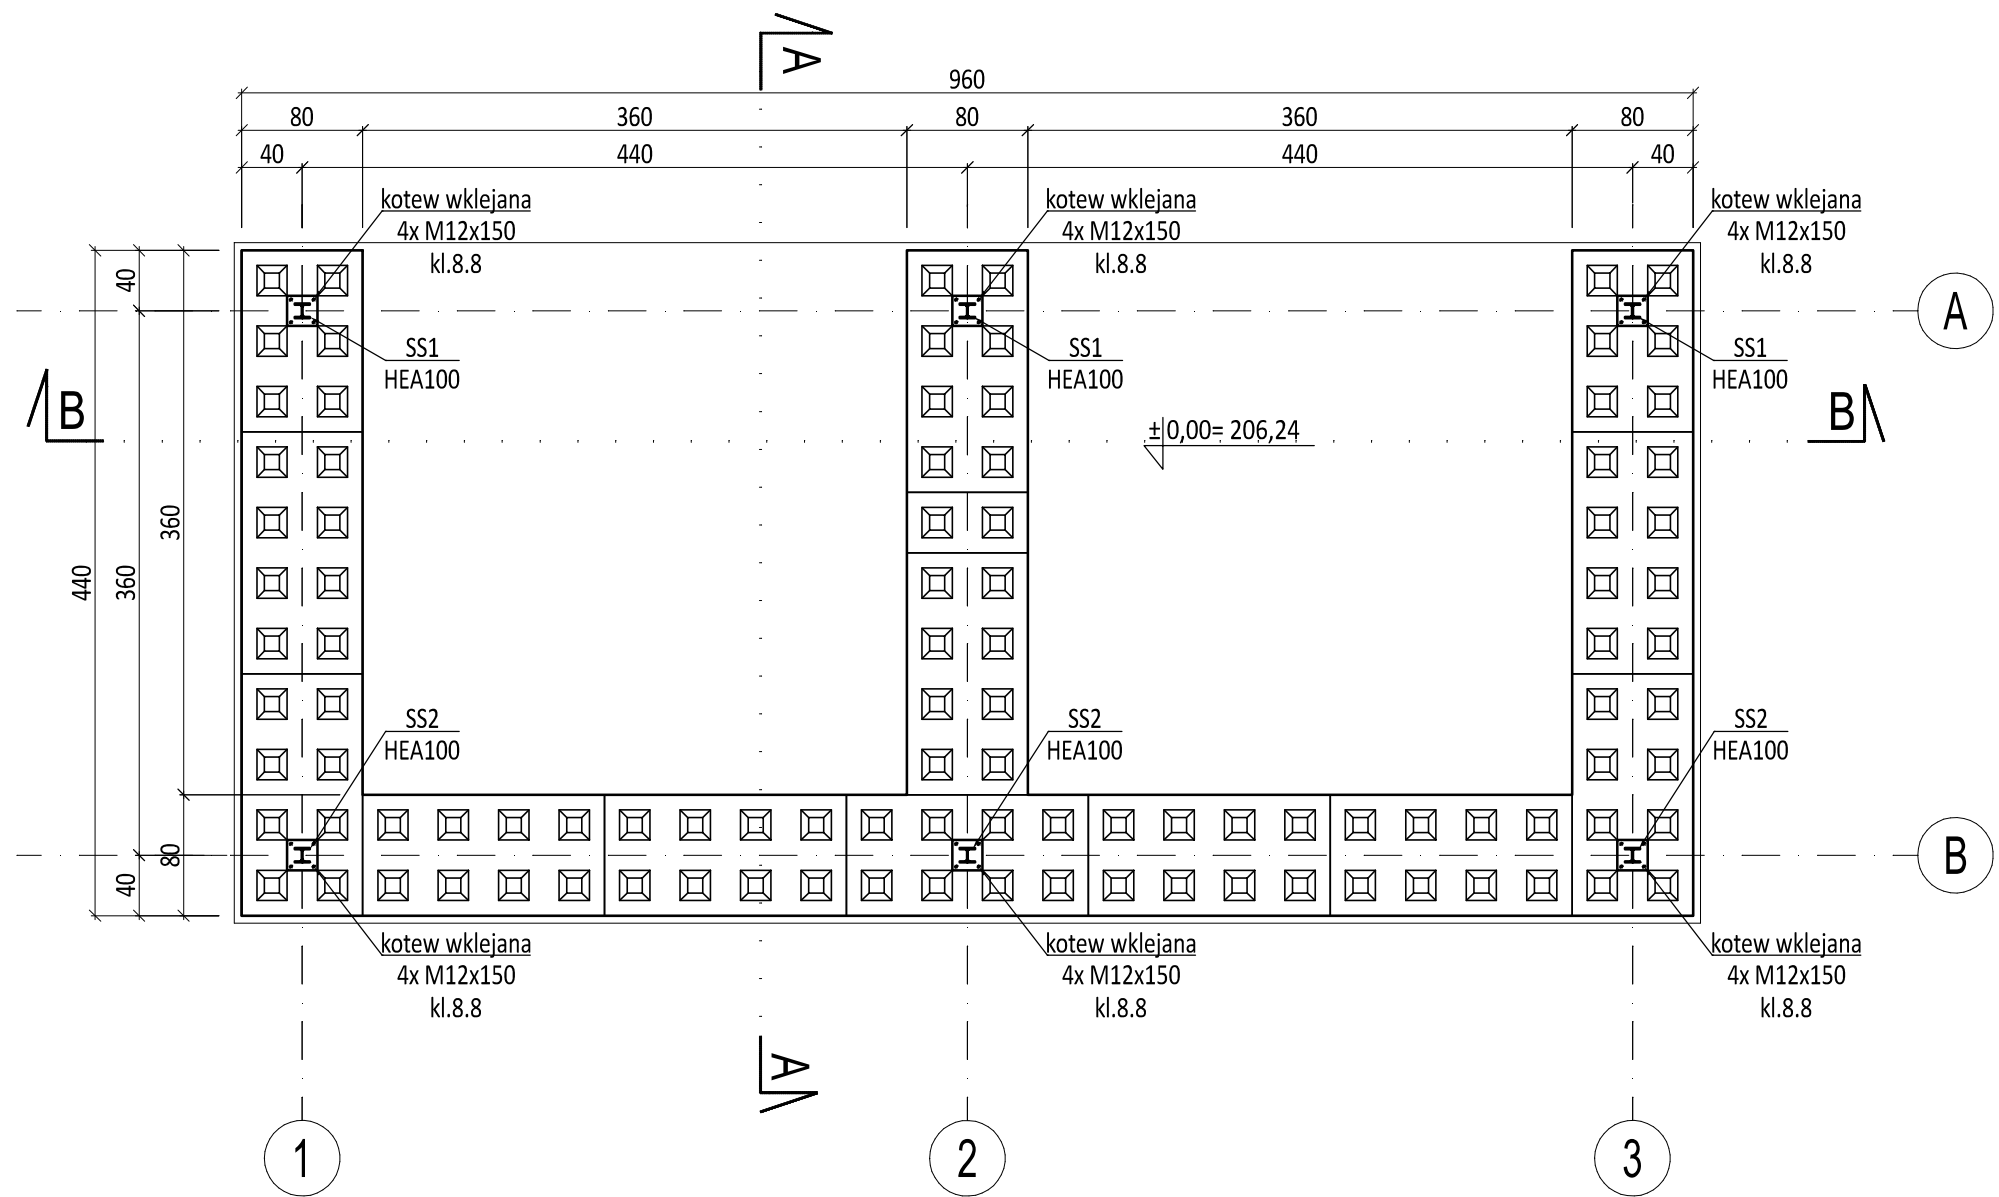 A
960
80 360 80 360 80
40 440 440 40
kotew wklejana
4x M12x150
kl.8.8
kotew wklejana
4x M12x150
kl.8.8
kotew wklejana
4x M12x150
kl.8.8
40
A
SS1
HEA100
SS1
HEA100
SS1
HEA100
B
±0,00= 206,24
B
440
360
360
SS2
HEA100
SS2
HEA100
SS2
HEA100
80
40
B
kotew wklejana
4x M12x150
kl.8.8
kotew wklejana
4x M12x150
kl.8.8
kotew wklejana
4x M12x150
kl.8.8
A
1
2
3